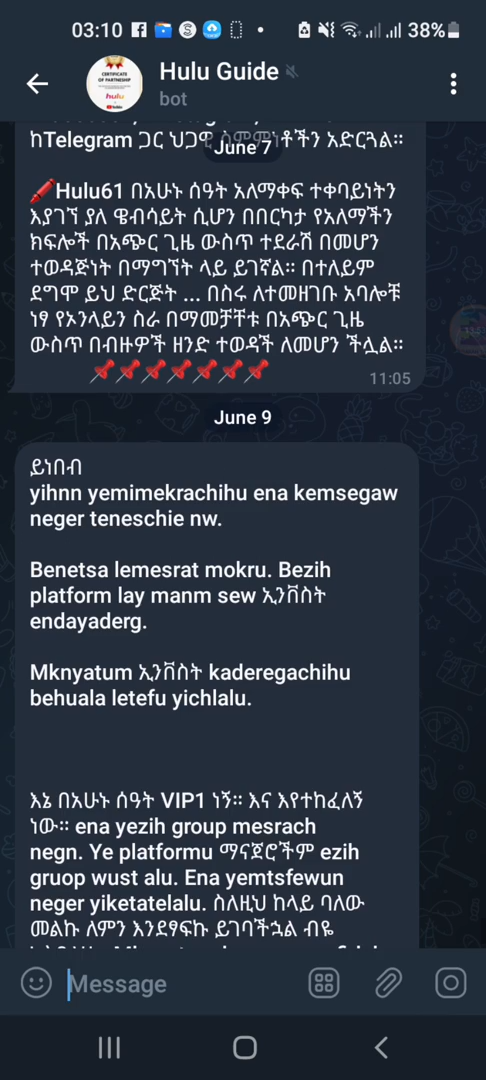 03:10
38%
Hulu Guide
bot
CERTIFICATE
OF PARTNESHIP
hulu
ከTelegram ጋር ህጋዊ ስምምነቶችን አድርጓል።
June 7
Hulu61 በአሁኑ ሰዓት አለማቀፍ ተቀባይነትን
እያገኘ ያለ ዌብሳይት ሲሆን በበርካታ የአለማችን
ክፍሎች በአጭር ጊዜ ውስጥ ተደራሽ በመሆን
ተወዳጅነት በማግኘት ላይ ይገኛል። በተለይም
ደግሞ ይህ ድርጅት ... በስሩ ለተመዘገቡ አባሎቹ
ነፃ የኦንላይን ስራ በማመቻቸቱ በአጭር ጊዜ
ውስጥ በብዙዎች ዘንድ ተወዳች ለመሆን ችሏል።
11:05
June 9
ይነበብ
yihnn yemimekrachihu ena kemsegaw
neger teneschie nw.
Benetsa lemesrat mokru. Bezih
platform lay manm sew ኢንቨስት
endayaderg.
Mknyatum ኢንቨስት kaderegachihu
behuala letefu yichlalu.
እኔ በአሁኑ ሰዓት VIP1 ነኝ። እና እየተከፈለኝ
ነው። ena yezih group mesrach
negn. Ye platformu ማናጀሮችም ezih
gruop wust alu. Ena yemtsfewun
neger yiketatelalu. ስለዚህ ከላይ ባለው
መልኩ ለምን እንደፃፍኩ ይገባችኋል ብዬ
Message